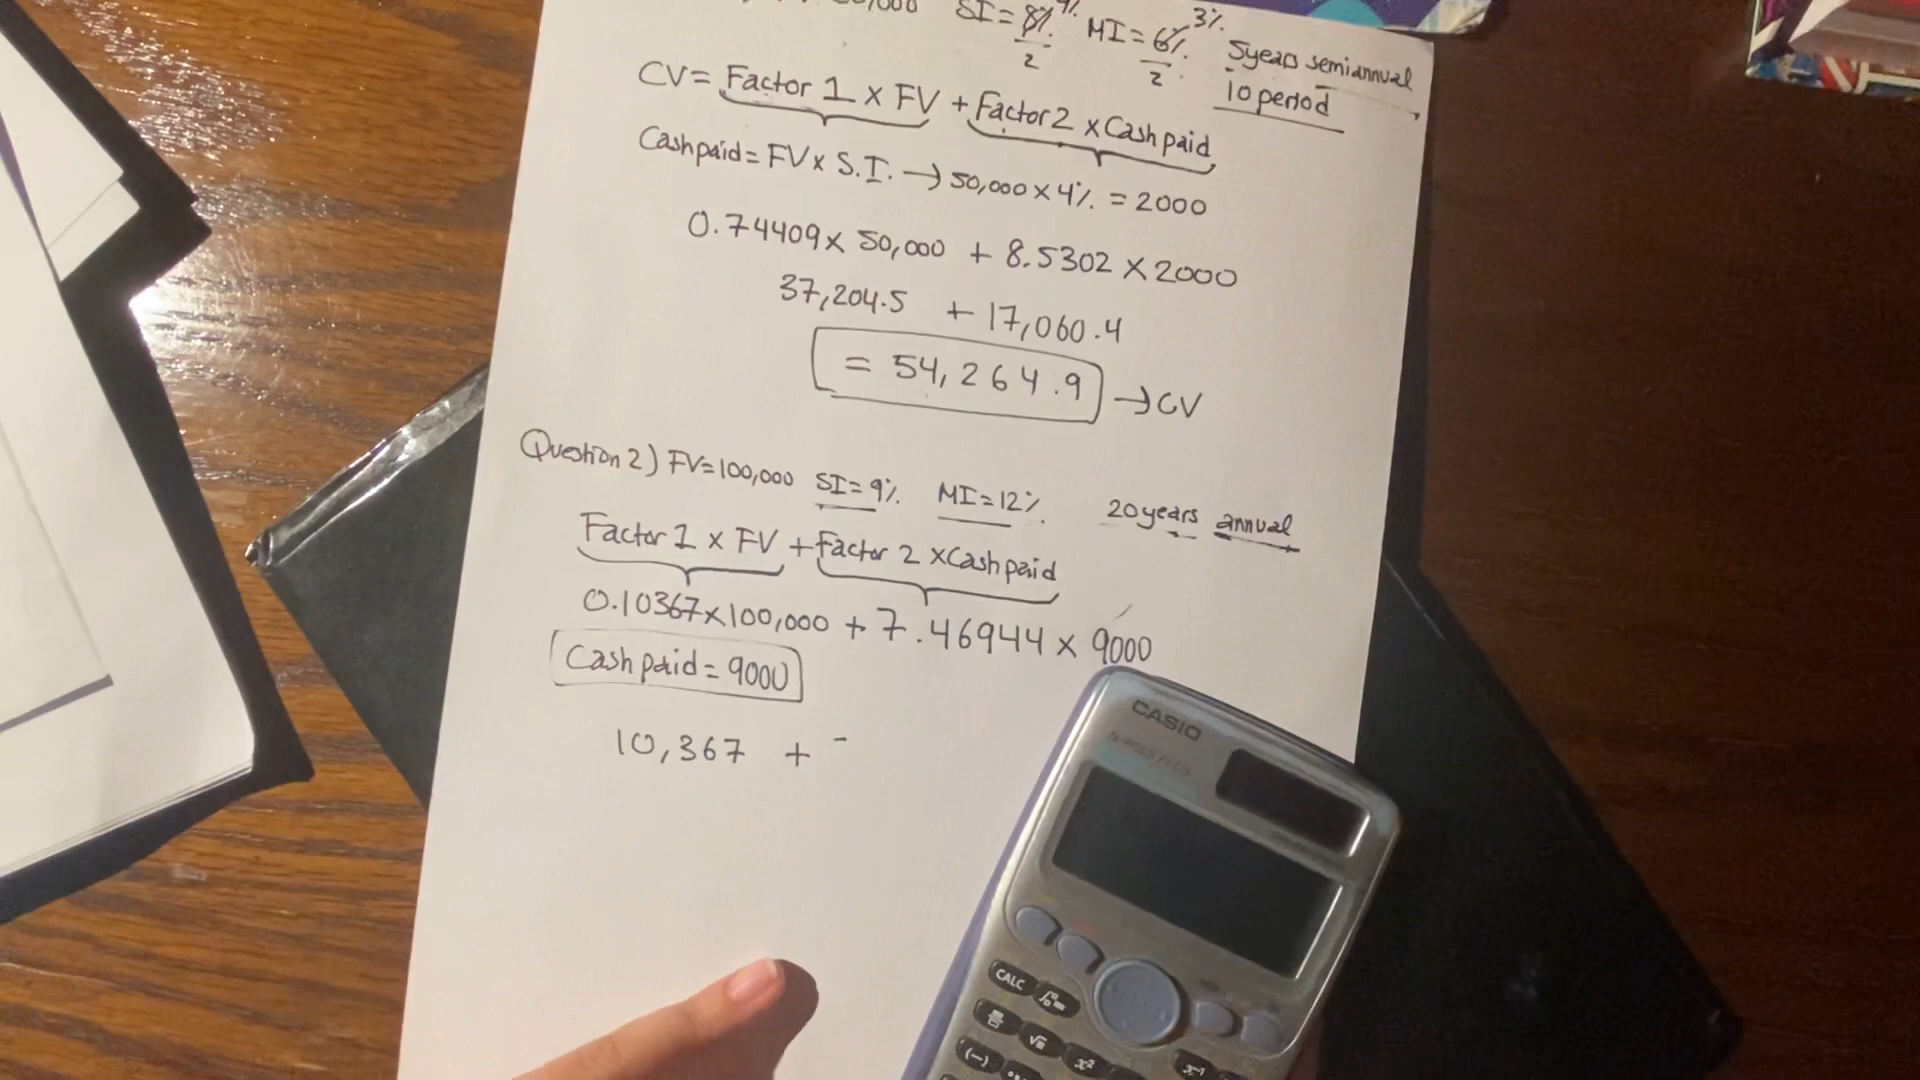 SI = 8% 4% MI = 6% 3% 5years semiannual
2 2 10 period
CV = Factor 1 x FV + Factor 2 x Cash paid
Cash paid = FV x S.I. → 50,000 x 4% = 2000
0.74409 x 50,000 + 8.5302 x 2000
37,204.5 + 17,060.4
= 54,264.9 → CV
Question 2) FV=100,000 SI=9% MI=12% 20years annual
Factor 1 x FV + Factor 2 x Cash paid
0.10367 x 100,000 + 7.46944 x 9000
Cash paid = 9000
10,367 +
CASIO
CALC
(−)
x²
x⁻¹